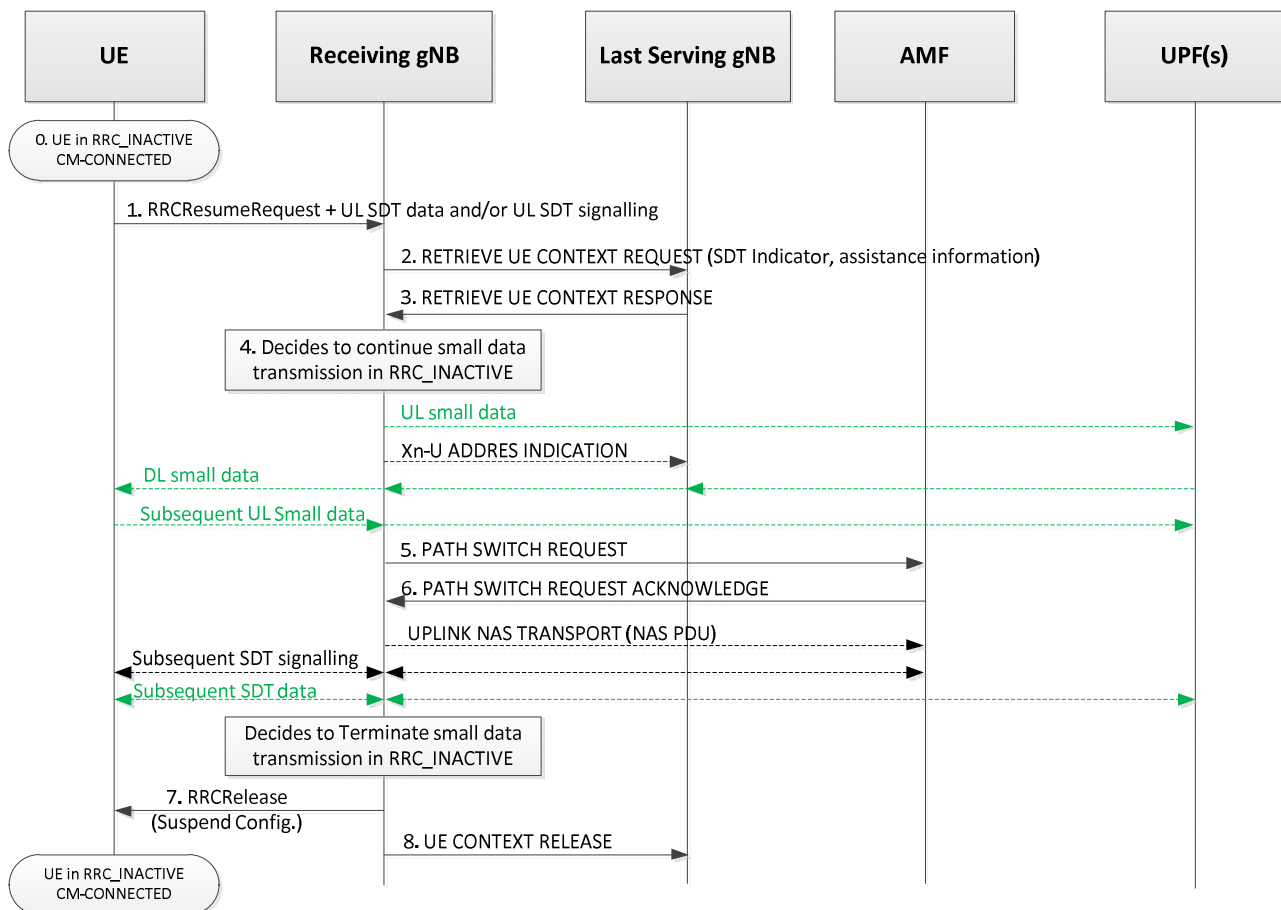 UE
Receiving gNB
Last Serving gNB
AMF
UPF(s)
0. UE in RRC_INACTIVE
CM-CONNECTED
1. RRCResumeRequest + UL SDT data and/or UL SDT signalling
2. RETRIEVE UE CONTEXT REQUEST (SDT Indicator, assistance information)
3. RETRIEVE UE CONTEXT RESPONSE
4. Decides to continue small data
transmission in RRC_INACTIVE
UL small data
Xn-U ADDRES INDICATION
DL small data
Subsequent UL Small data
5. PATH SWITCH REQUEST
6. PATH SWITCH REQUEST ACKNOWLEDGE
UPLINK NAS TRANSPORT (NAS PDU)
Subsequent SDT signalling
Subsequent SDT data
Decides to Terminate small data
transmission in RRC_INACTIVE
7. RRCRelease
(Suspend Config.)
8. UE CONTEXT RELEASE
UE in RRC_INACTIVE
CM-CONNECTED